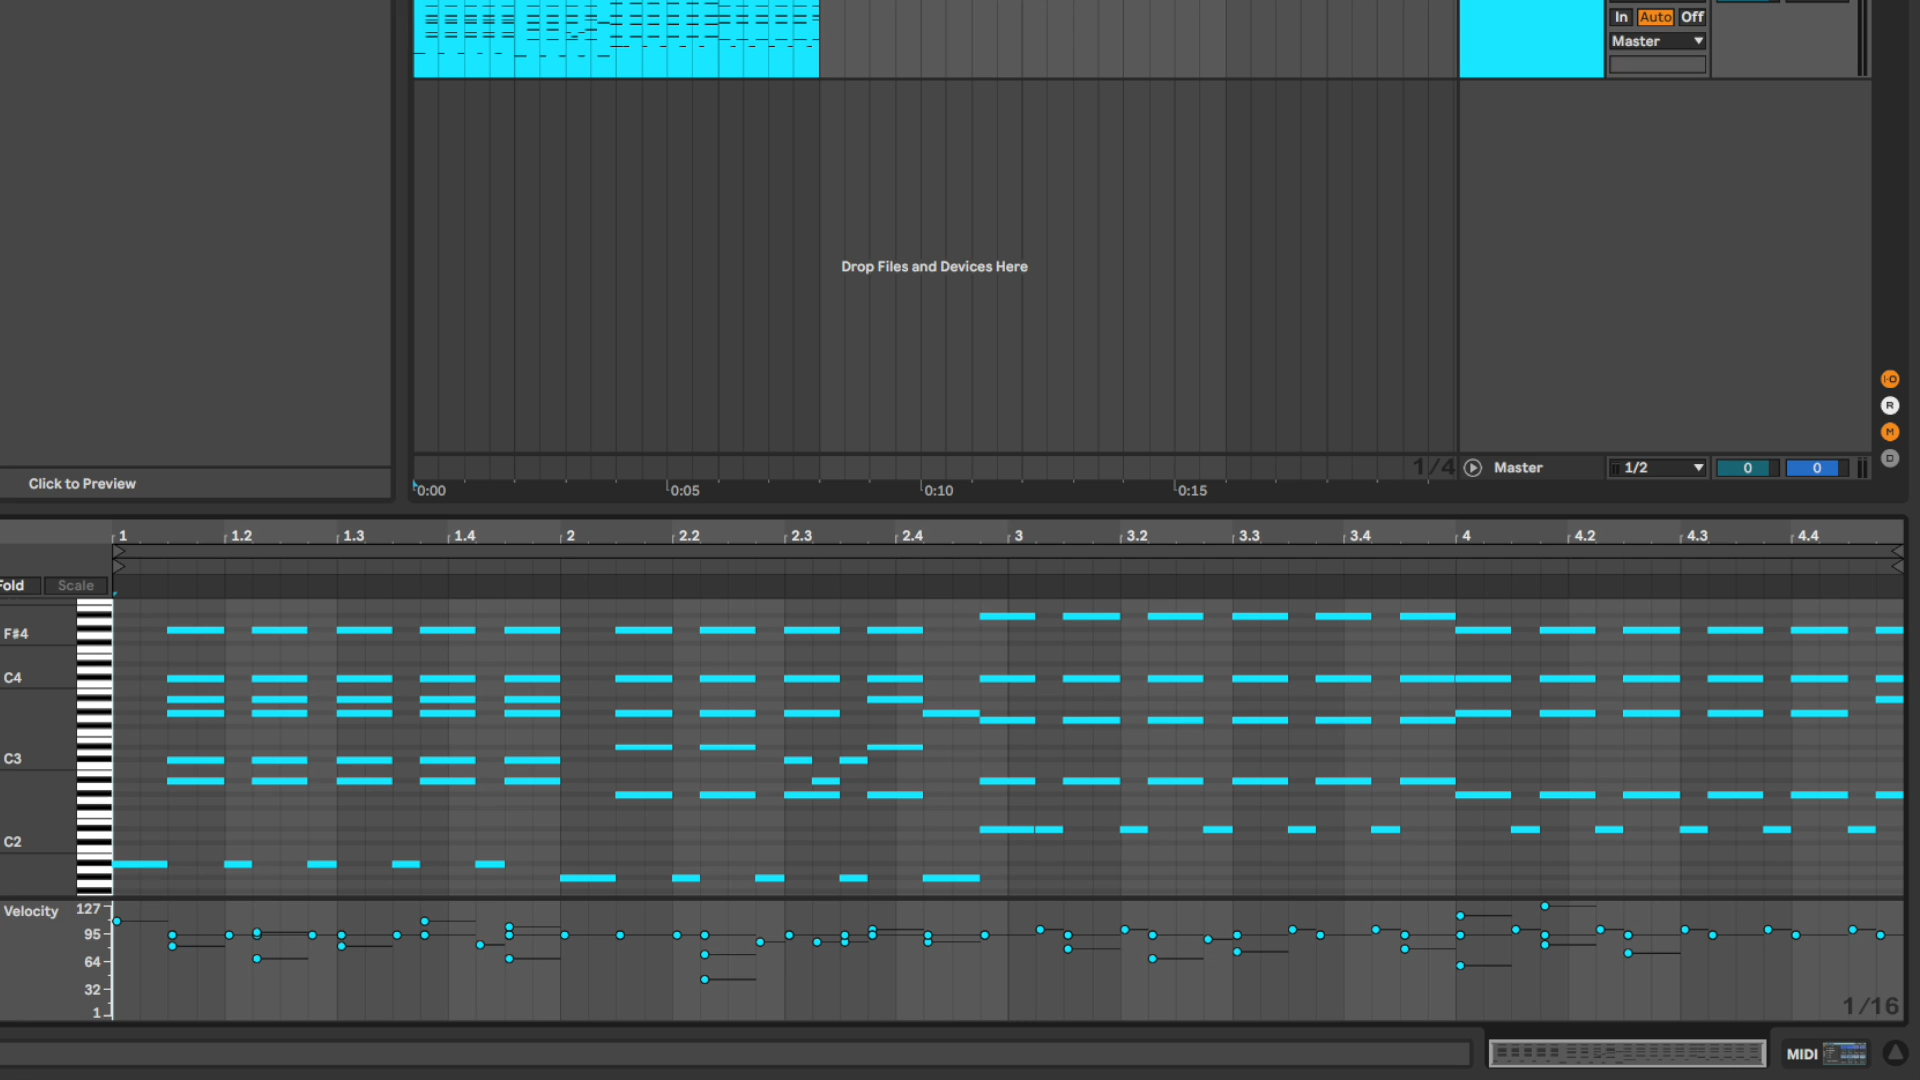 In Auto Off
Master
Drop Files and Devices Here
1/4
Master
1/2
0
0
I-O
R
M
D
Click to Preview
0:00 0:05 0:10 0:15
1 1.2 1.3 1.4 2 2.2 2.3 2.4 3 3.2 3.3 3.4 4 4.2 4.3 4.4
Fold Scale
F#4
C4
C3
C2
Velocity 127
95
64
32
1
1/16
MIDI